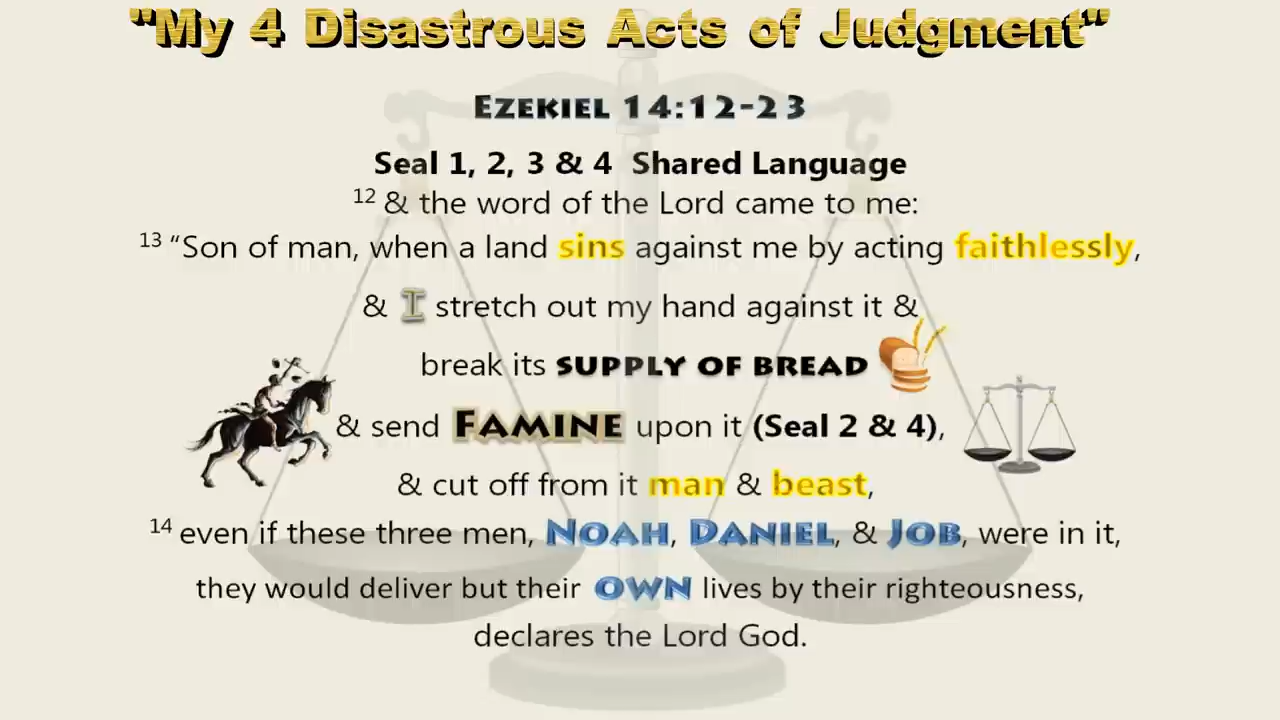 "My 4 Disastrous Acts of Judgment"
Ezekiel 14:12-23
Seal 1, 2, 3 & 4 Shared Language
12 & the word of the Lord came to me:
13 “Son of man, when a land sins against me by acting faithlessly,
& I stretch out my hand against it &
break its SUPPLY OF BREAD
& send FAMINE upon it (Seal 2 & 4),
& cut off from it man & beast,
14 even if these three men, NOAH, DANIEL, & JOB, were in it,
they would deliver but their OWN lives by their righteousness,
declares the Lord God.